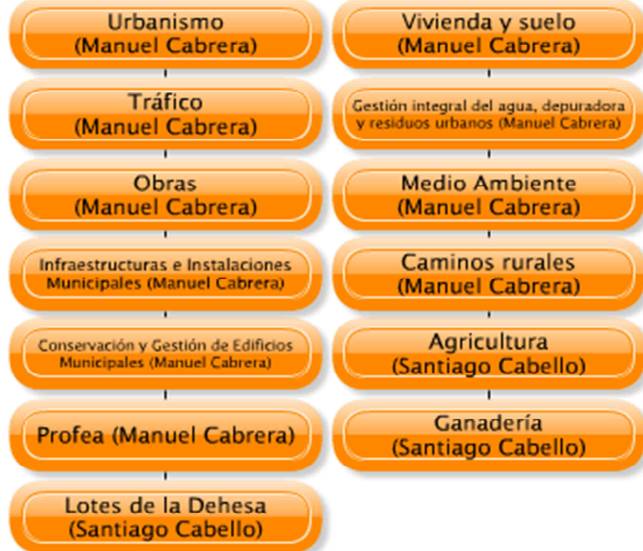 Urbanismo
(Manuel Cabrera)
Tráfico
(Manuel Cabrera)
Obras
(Manuel Cabrera)
Infraestructuras e Instalaciones
Municipales (Manuel Cabrera)
Conservación y Gestión de Edificios
Municipales (Manuel Cabrera)
Profea (Manuel Cabrera)
Lotes de la Dehesa
(Santiago Cabello)
Vivienda y suelo
(Manuel Cabrera)
Gestión integral del agua, depuradora
y residuos urbanos (Manuel Cabrera)
Medio Ambiente
(Manuel Cabrera)
Caminos rurales
(Manuel Cabrera)
Agricultura
(Santiago Cabello)
Ganadería
(Santiago Cabello)